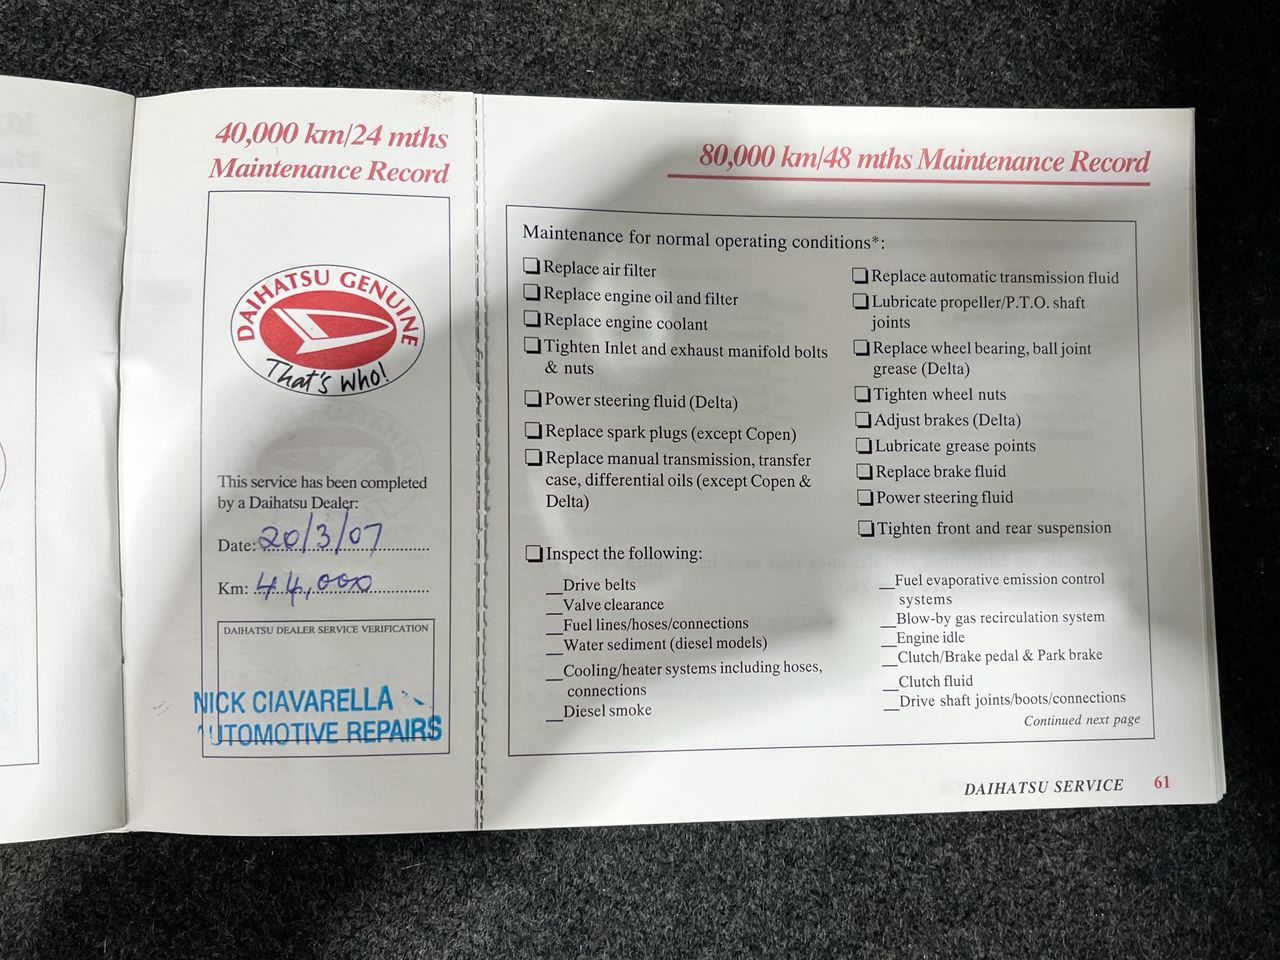 40,000 km/24 mths
Maintenance Record
DAIHATSU GENUINE
That's Who!
This service has been completed
by a Daihatsu Dealer:
Date: 20/3/07
Km: 44,000
DAIHATSU DEALER SERVICE VERIFICATION
NICK CIAVARELLA
UTOMOTIVE REPAIRS
80,000 km/48 mths Maintenance Record
Maintenance for normal operating conditions*:
Replace air filter
Replace engine oil and filter
Replace engine coolant
Tighten Inlet and exhaust manifold bolts
& nuts
Power steering fluid (Delta)
Replace spark plugs (except Copen)
Replace manual transmission, transfer
case, differential oils (except Copen &
Delta)
Inspect the following:
Drive belts
Valve clearance
Fuel lines/hoses/connections
Water sediment (diesel models)
Cooling/heater systems including hoses,
connections
Diesel smoke
Replace automatic transmission fluid
Lubricate propeller/P.T.O. shaft
joints
Replace wheel bearing, ball joint
grease (Delta)
Tighten wheel nuts
Adjust brakes (Delta)
Lubricate grease points
Replace brake fluid
Power steering fluid
Tighten front and rear suspension
Fuel evaporative emission control
systems
Blow-by gas recirculation system
Engine idle
Clutch/Brake pedal & Park brake
Clutch fluid
Drive shaft joints/boots/connections
Continued next page
DAIHATSU SERVICE 61